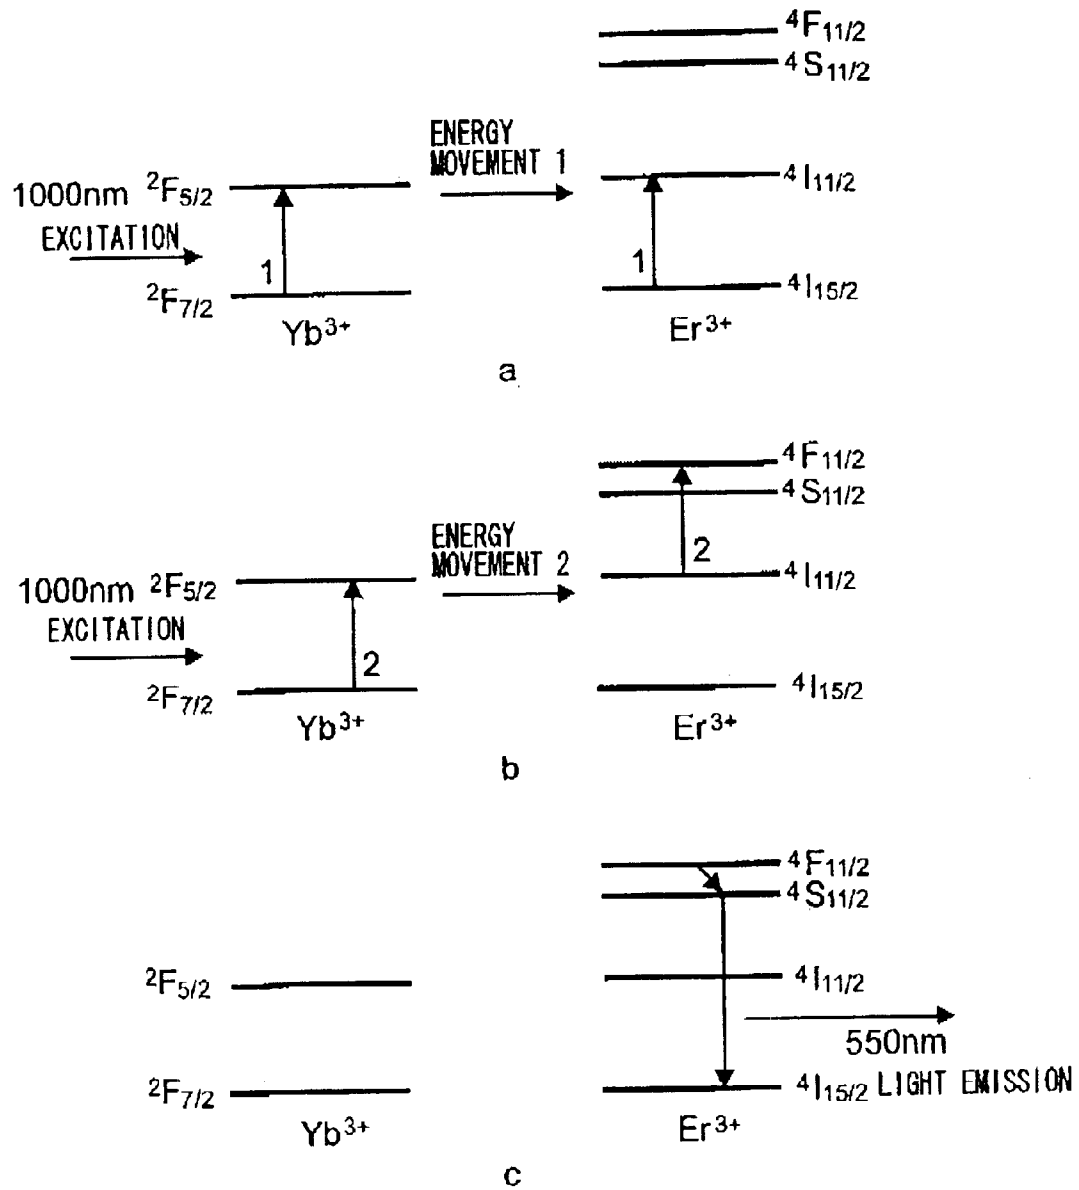 ⁴F₁₁/₂
⁴S₁₁/₂
ENERGY
MOVEMENT 1
1000nm ²F₅/₂
⁴I₁₁/₂
EXCITATION
1
1
²F₇/₂
⁴I₁₅/₂
Yb³⁺
Er³⁺
a
⁴F₁₁/₂
⁴S₁₁/₂
ENERGY
MOVEMENT 2
2
1000nm ²F₅/₂
⁴I₁₁/₂
EXCITATION
2
²F₇/₂
⁴I₁₅/₂
Yb³⁺
Er³⁺
b
⁴F₁₁/₂
⁴S₁₁/₂
²F₅/₂
⁴I₁₁/₂
550nm
²F₇/₂
⁴I₁₅/₂ LIGHT EMISSION
Yb³⁺
Er³⁺
c